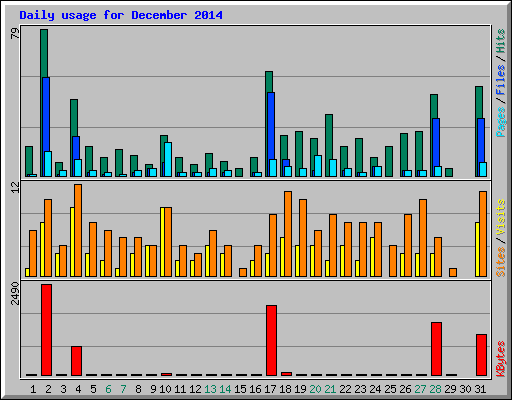 Daily usage for December 2014
79
Pages / Files / Hits
12
Sites / Visits
2490
KBytes
1 2 3 4 5 6 7 8 9 10 11 12 13 14 15 16 17 18 19 20 21 22 23 24 25 26 27 28 29 30 31